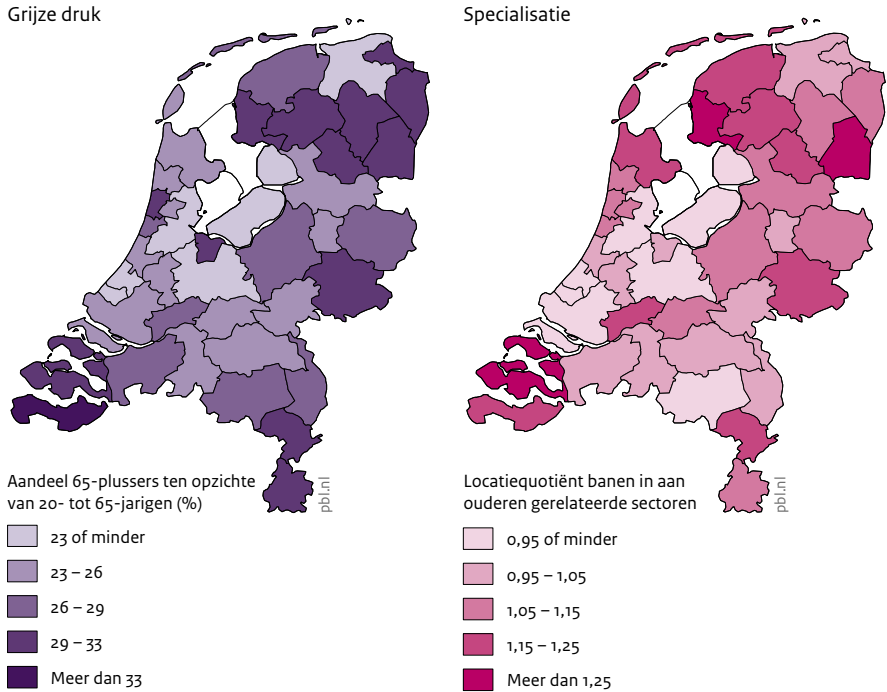 Grijze druk
Aandeel 65-plussers ten opzichte
van 20- tot 65-jarigen (%)
23 of minder
23 – 26
26 – 29
29 – 33
Meer dan 33
pbl.nl
Specialisatie
Locatiequotiënt banen in aan
ouderen gerelateerde sectoren
0,95 of minder
0,95 – 1,05
1,05 – 1,15
1,15 – 1,25
Meer dan 1,25
pbl.nl